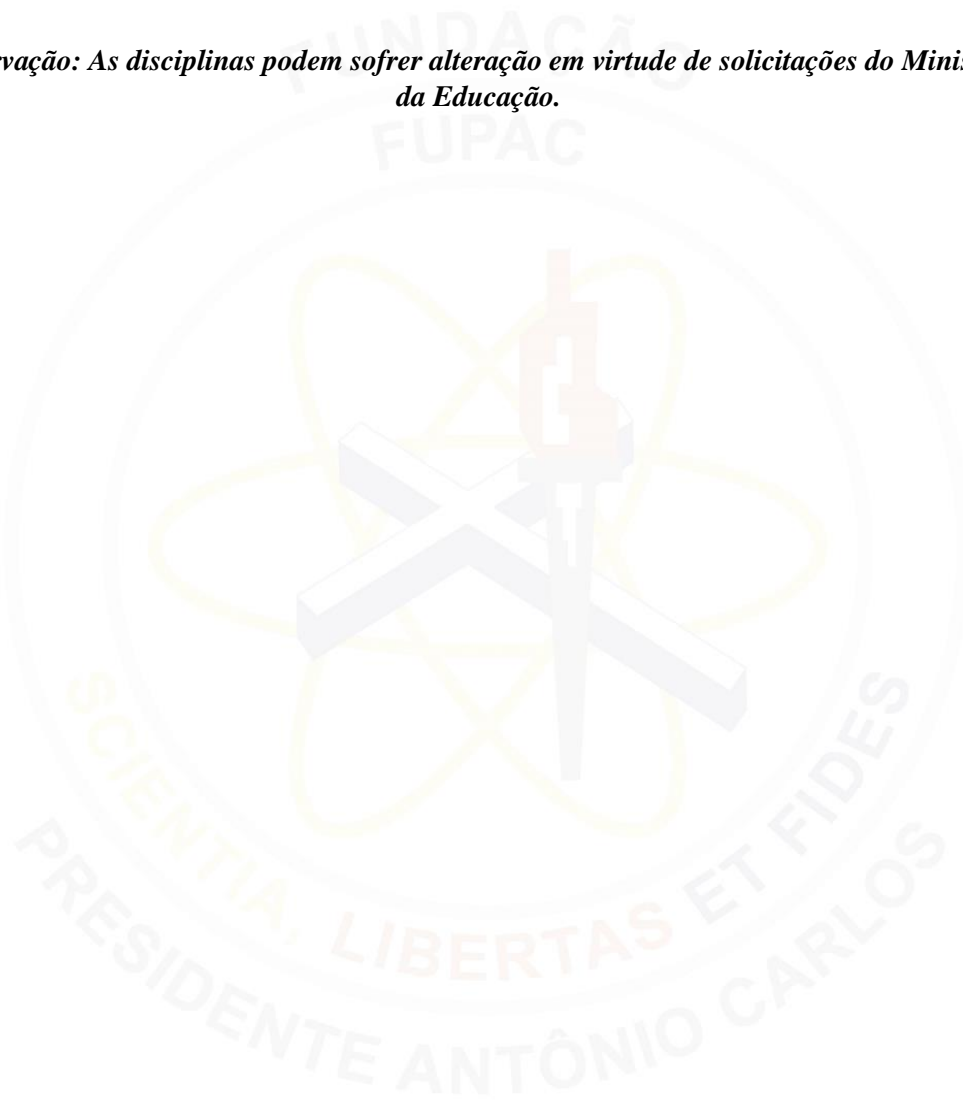 vação: As disciplinas podem sofrer alteração em virtude de solicitações do Minis
da Educação.
FUNDAÇÃO
FUPAC
SCIENTIA, LIBERTAS ET FIDES
PRESIDENTE ANTÔNIO CARLOS